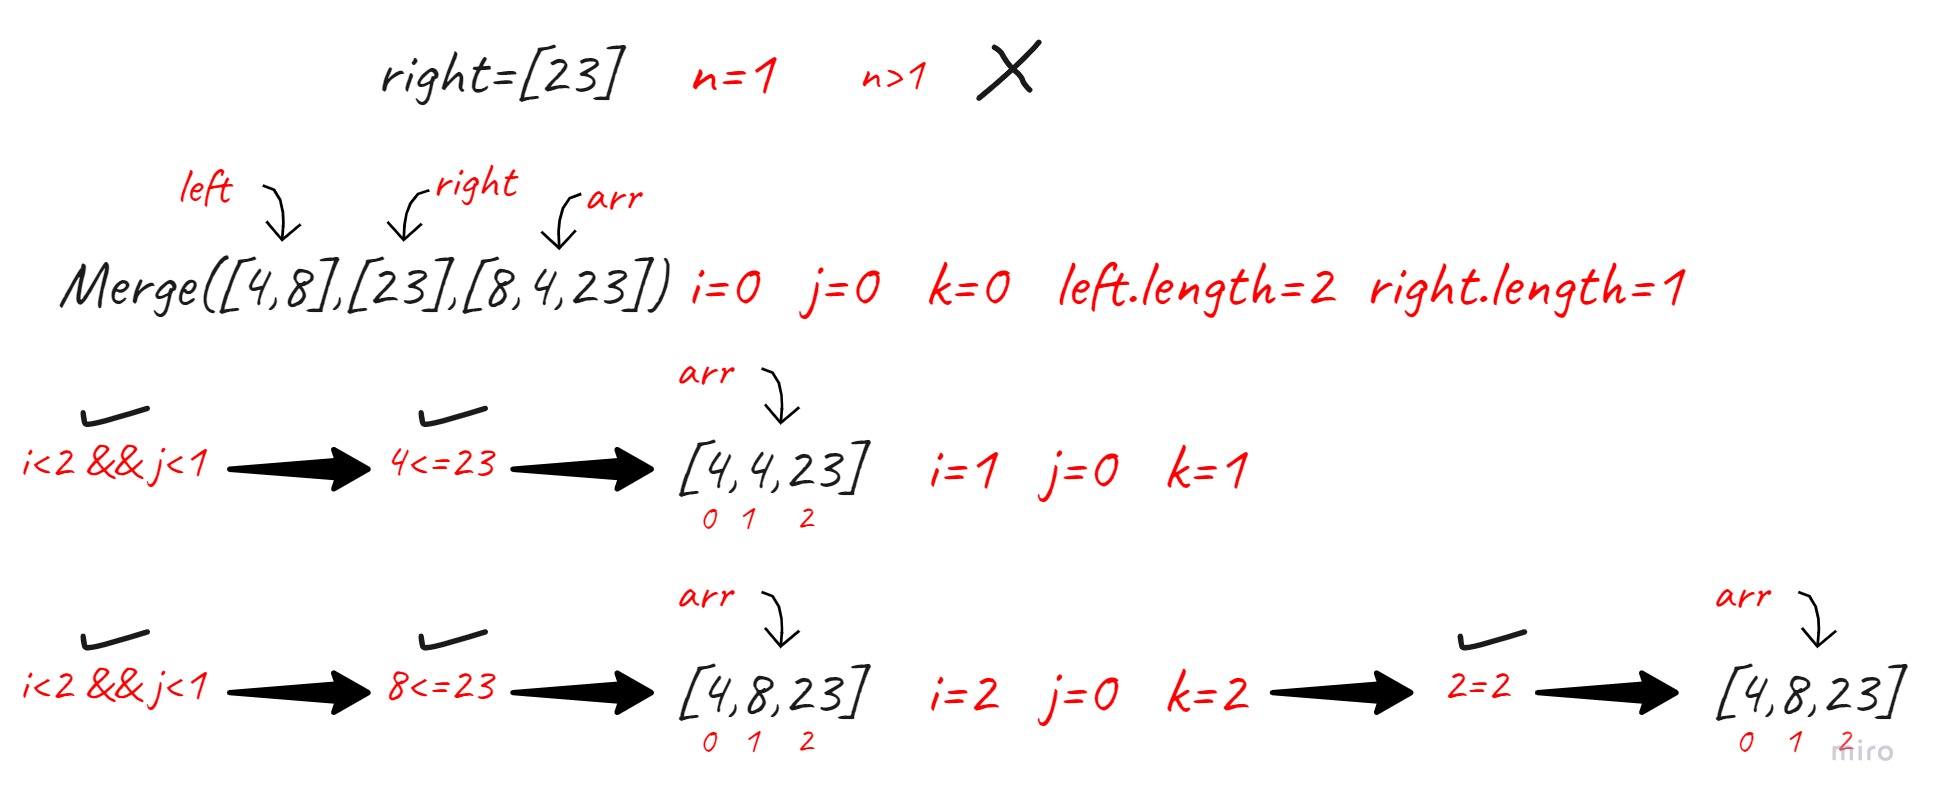 right=[23] n=1 n>1
left right arr
Merge([4,8],[23],[8,4,23]) i=0 j=0 k=0 left.length=2 right.length=1
arr
i<2 && j<1 4<=23 [4,4,23] i=1 j=0 k=1
0 1 2
arr arr
i<2 && j<1 8<=23 [4,8,23] i=2 j=0 k=2 2=2 [4,8,23]
0 1 2 0 1 2
miro